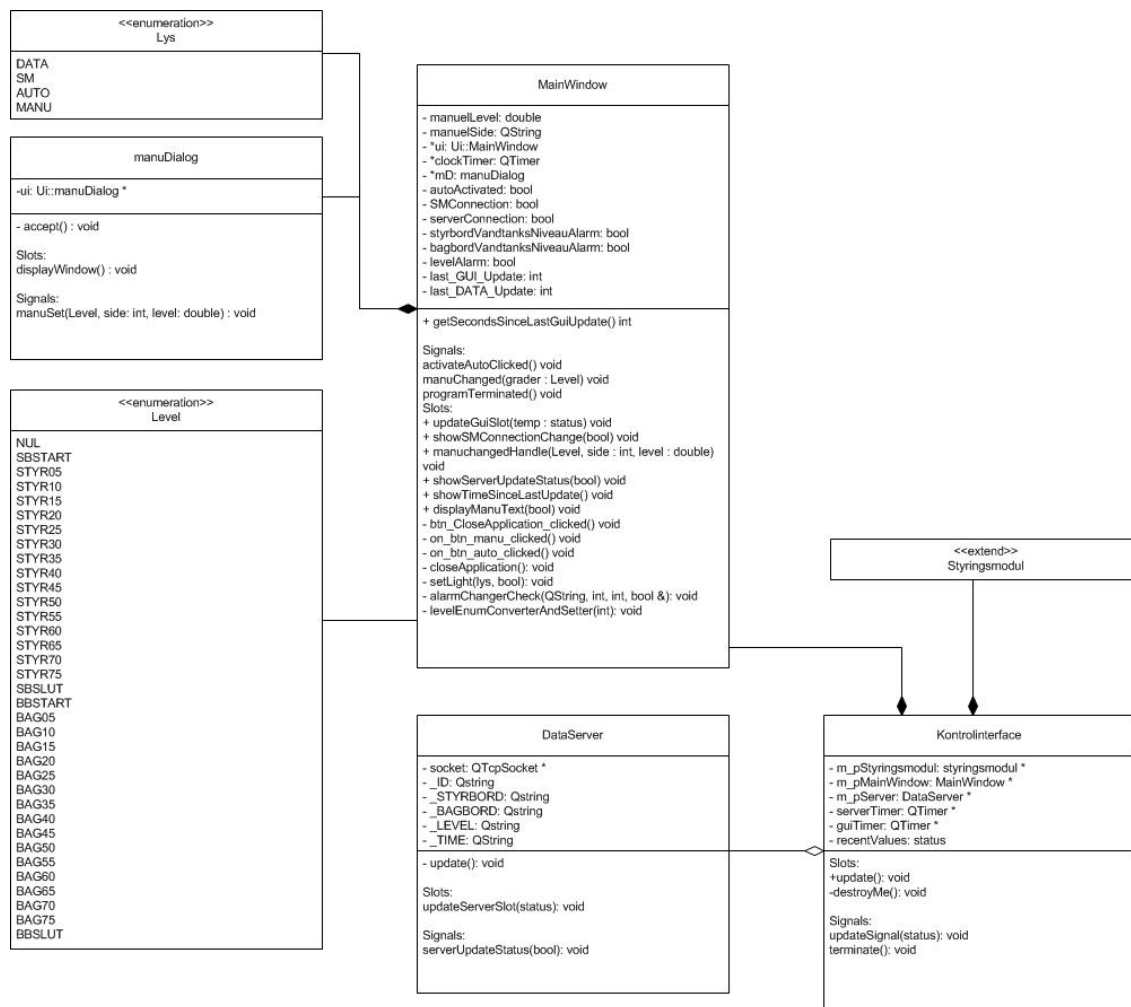 <<enumeration>>
Lys
DATA
SM
AUTO
MANU
manuDialog
-ui: Ui::manuDialog *
- accept() : void
Slots:
displayWindow() : void
Signals:
manuSet(Level, side: int, level: double) : void
<<enumeration>>
Level
NUL
SBSTART
STYR05
STYR10
STYR15
STYR20
STYR25
STYR30
STYR35
STYR40
STYR45
STYR50
STYR55
STYR60
STYR65
STYR70
STYR75
SBSLUT
BBSTART
BAG05
BAG10
BAG15
BAG20
BAG25
BAG30
BAG35
BAG40
BAG45
BAG50
BAG55
BAG60
BAG65
BAG70
BAG75
BBSLUT
MainWindow
- manuelLevel: double
- manuelSide: QString
- *ui: Ui::MainWindow
- *clockTimer: QTimer
- *mD: manuDialog
- autoActivated: bool
- SMConnection: bool
- serverConnection: bool
- styrbordVandtanksNiveauAlarm: bool
- bagbordVandtanksNiveauAlarm: bool
- levelAlarm: bool
- last_GUI_Update: int
- last_DATA_Update: int
+ getSecondsSinceLastGuiUpdate() int
Signals:
activateAutoClicked() void
manuChanged(grader : Level) void
programTerminated() void
Slots:
+ updateGuiSlot(temp : status) void
+ showSMConnectionChange(bool) void
+ manuchangedHandle(Level, side : int, level : double)
void
+ showServerUpdateStatus(bool) void
+ showTimeSinceLastUpdate() void
+ displayManuText(bool) void
- btn_CloseApplication_clicked() void
- on_btn_manu_clicked() void
- on_btn_auto_clicked() void
- closeApplication(): void
- setLight(lys, bool): void
- alarmChangerCheck(QString, int, int, bool &): void
- levelEnumConverterAndSetter(int): void
<<extend>>
Styringsmodul
DataServer
- socket: QTcpSocket *
- _ID: Qstring
- _STYRBORD: Qstring
- _BAGBORD: Qstring
- _LEVEL: Qstring
- _TIME: QString
- update(): void
Slots:
updateServerSlot(status): void
Signals:
serverUpdateStatus(bool): void
Kontrolinterface
- m_pStyringsmodul: styringsmodul *
- m_pMainWindow: MainWindow *
- m_pServer: DataServer *
- serverTimer: QTimer *
- guiTimer: QTimer *
- recentValues: status
Slots:
+update(): void
-destroyMe(): void
Signals:
updateSignal(status): void
terminate(): void